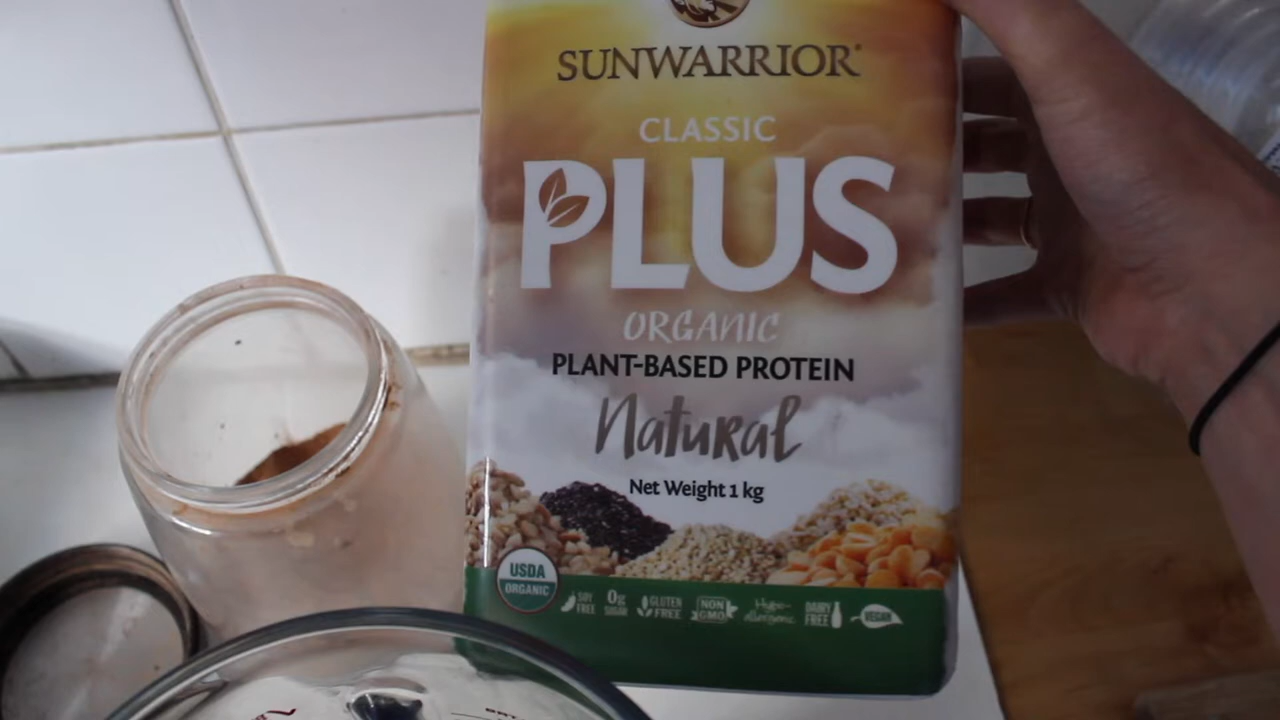 SUNWARRIOR®
CLASSIC
PLUS
ORGANIC
PLANT-BASED PROTEIN
Natural
Net Weight 1 kg
USDA
ORGANIC
SOY
FREE
0g
SUGAR
GLUTEN
FREE
NON
GMO
Hypo-
allergenic
DAIRY
FREE
VEGAN